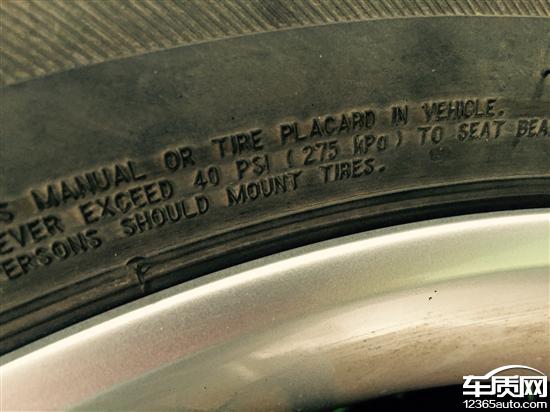 S MANUAL OR TIRE PLACARD IN VEHICLE.
EVER EXCEED 40 PSI (275 KPa) TO SEAT BEA
ERSONS SHOULD MOUNT TIRES.
车质网
12365auto.com